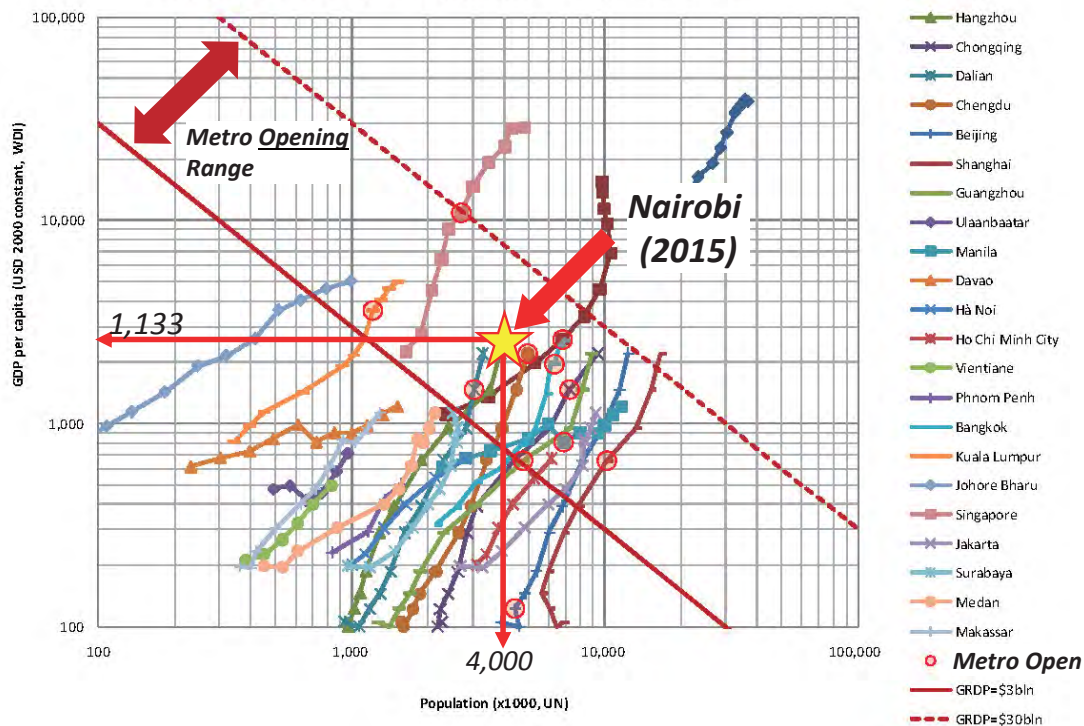 100,000
10,000
1,000
100
GDP per capita (USD 2000 constant, WDI)
Metro Opening
Range
Nairobi
(2015)
1,133
4,000
100
1,000
10,000
100,000
Population (x1000, UN)
Hangzhou
Chongqing
Dalian
Chengdu
Beijing
Shanghai
Guangzhou
Ulaanbaatar
Manila
Davao
Hà Noi
Ho Chi Minh City
Vientiane
Phnom Penh
Bangkok
Kuala Lumpur
Johore Bharu
Singapore
Jakarta
Surabaya
Medan
Makassar
Metro Open
GRDP=$3bln
GRDP=$30bln